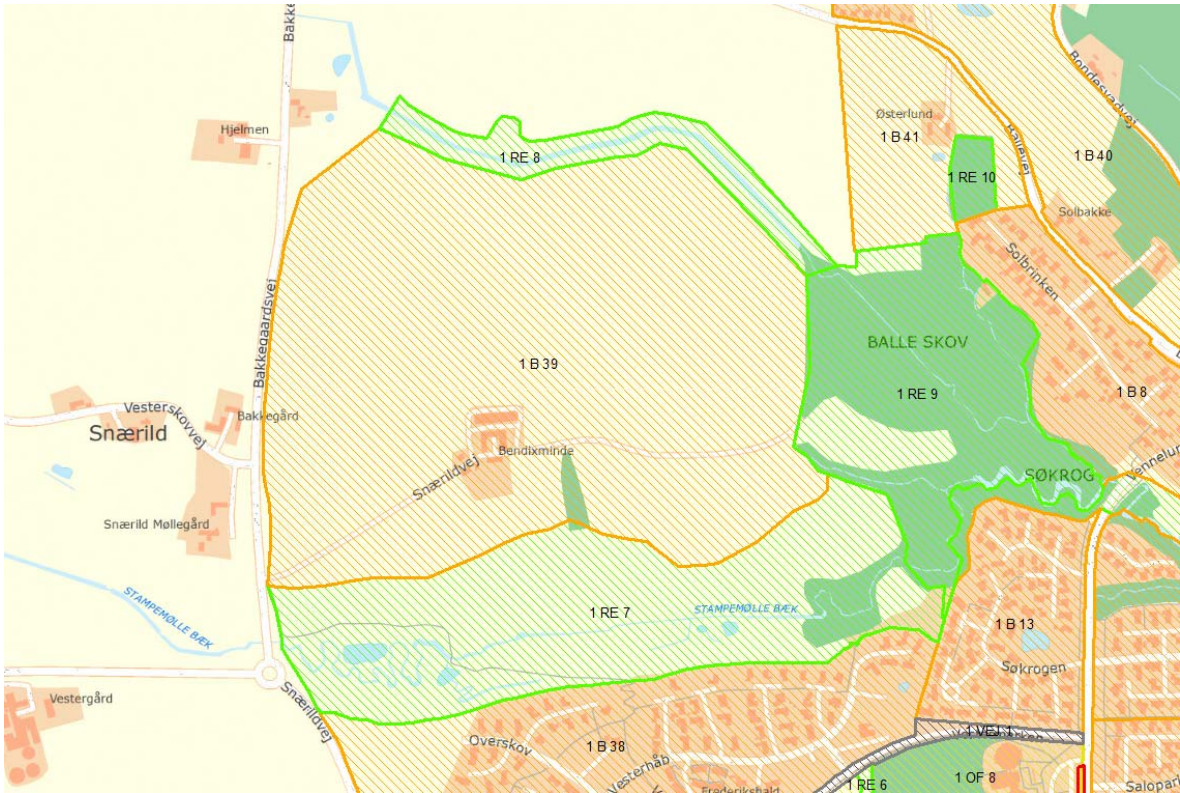 Bakke
Bondesvadvej
Hjelmen
1 RE 8
Østerlund
1 B 41
Ballevej
1 B 40
1 RE 10
Solbakke
Solbrinken
Bakkegaardsvej
1 B 39
BALLE SKOV
1 RE 9
1 B 8
Vesterskovvej
Bakkegård
Snærild
Bendixminde
Snærildvej
SØKROG
Vennelun
Snærild Møllegård
STAMPEMØLLE BÆK
1 RE 7
STAMPEMØLLE BÆK
1 B 13
Søkrogen
Vestergård
Snærildvej
Overskov
1 B 38
Vesterhåb
1 VEJ 1
Frederikshald
1 RE 6
1 OF 8
Salopar